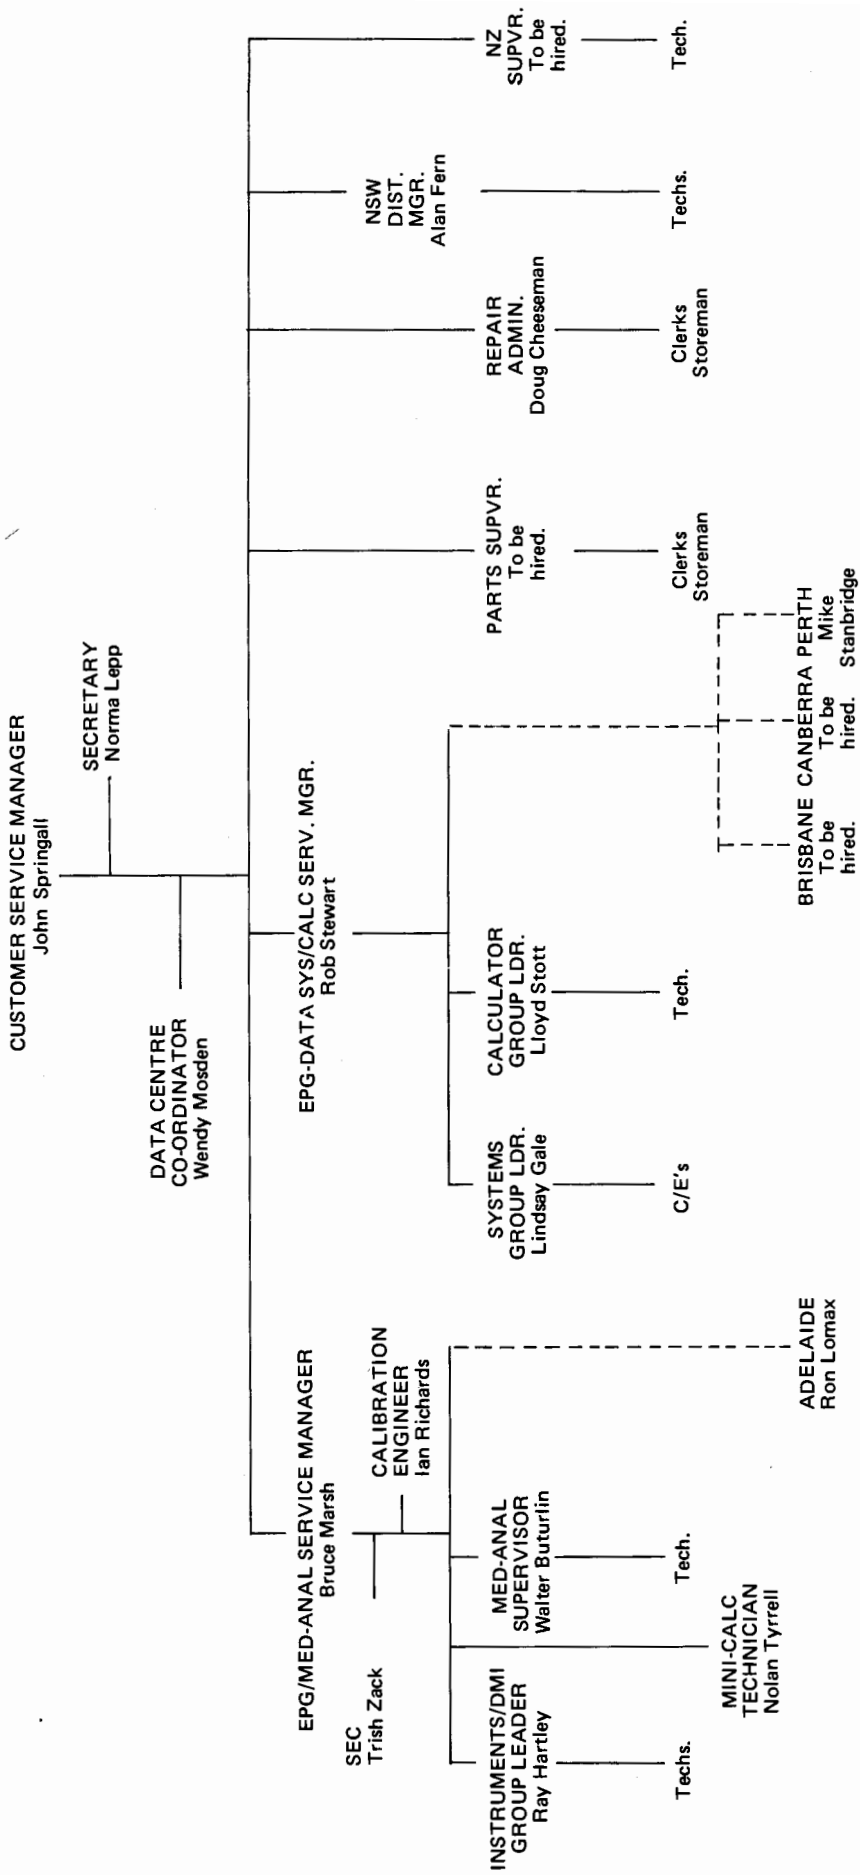 CUSTOMER SERVICE MANAGER
John Springall
SECRETARY
Norma Lepp
DATA CENTRE
CO-ORDINATOR
Wendy Mosden
EPG/MED-ANAL SERVICE MANAGER
Bruce Marsh
SEC
Trish Zack
CALIBRATION
ENGINEER
Ian Richards
INSTRUMENTS/DMI
GROUP LEADER
Ray Hartley
Techs.
MINI-CALC
TECHNICIAN
Nolan Tyrrell
MED-ANAL
SUPERVISOR
Walter Buturlin
Tech.
ADELAIDE
Ron Lomax
EPG-DATA SYS/CALC SERV. MGR.
Rob Stewart
SYSTEMS
GROUP LDR.
Lindsay Gale
C/E's
CALCULATOR
GROUP LDR.
Lloyd Stott
Tech.
BRISBANE
To be
hired.
CANBERRA
To be
hired.
PERTH
Mike
Stanbridge
PARTS SUPVR.
To be
hired.
Clerks
Storeman
REPAIR
ADMIN.
Doug Cheeseman
Clerks
Storeman
NSW
DIST.
MGR.
Alan Fern
Techs.
NZ
SUPVR.
To be
hired.
Tech.